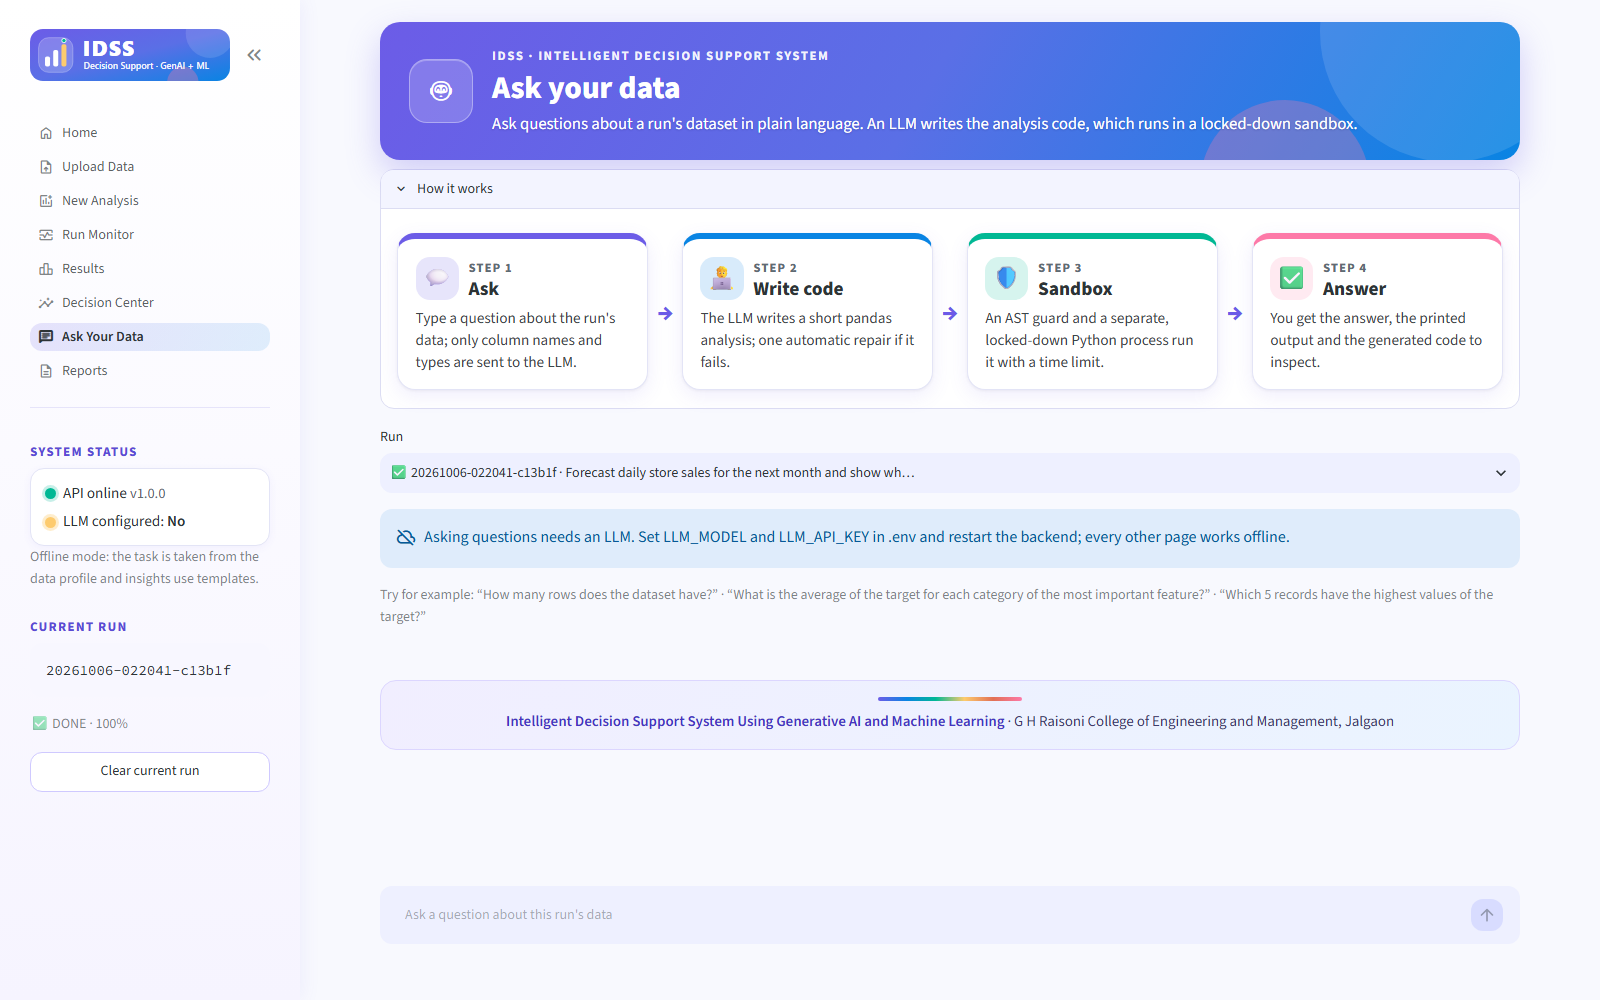 IDSS
Decision Support · GenAI + ML
Home
Upload Data
New Analysis
Run Monitor
Results
Decision Center
Ask Your Data
Reports
SYSTEM STATUS
API online v1.0.0
LLM configured: No
Offline mode: the task is taken from the
data profile and insights use templates.
CURRENT RUN
20261006-022041-c13b1f
DONE · 100%
Clear current run
IDSS · INTELLIGENT DECISION SUPPORT SYSTEM
Ask your data
Ask questions about a run's dataset in plain language. An LLM writes the analysis code, which runs in a locked-down sandbox.
How it works
STEP 1
Ask
Type a question about the run's
data; only column names and
types are sent to the LLM.
STEP 2
Write code
The LLM writes a short pandas
analysis; one automatic repair if it
fails.
STEP 3
Sandbox
An AST guard and a separate,
locked-down Python process run
it with a time limit.
STEP 4
Answer
You get the answer, the printed
output and the generated code to
inspect.
Run
20261006-022041-c13b1f · Forecast daily store sales for the next month and show wh…
Asking questions needs an LLM. Set LLM_MODEL and LLM_API_KEY in .env and restart the backend; every other page works offline.
Try for example: “How many rows does the dataset have?” · “What is the average of the target for each category of the most important feature?” · “Which 5 records have the highest values of the
target?”
Intelligent Decision Support System Using Generative AI and Machine Learning · G H Raisoni College of Engineering and Management, Jalgaon
Ask a question about this run's data